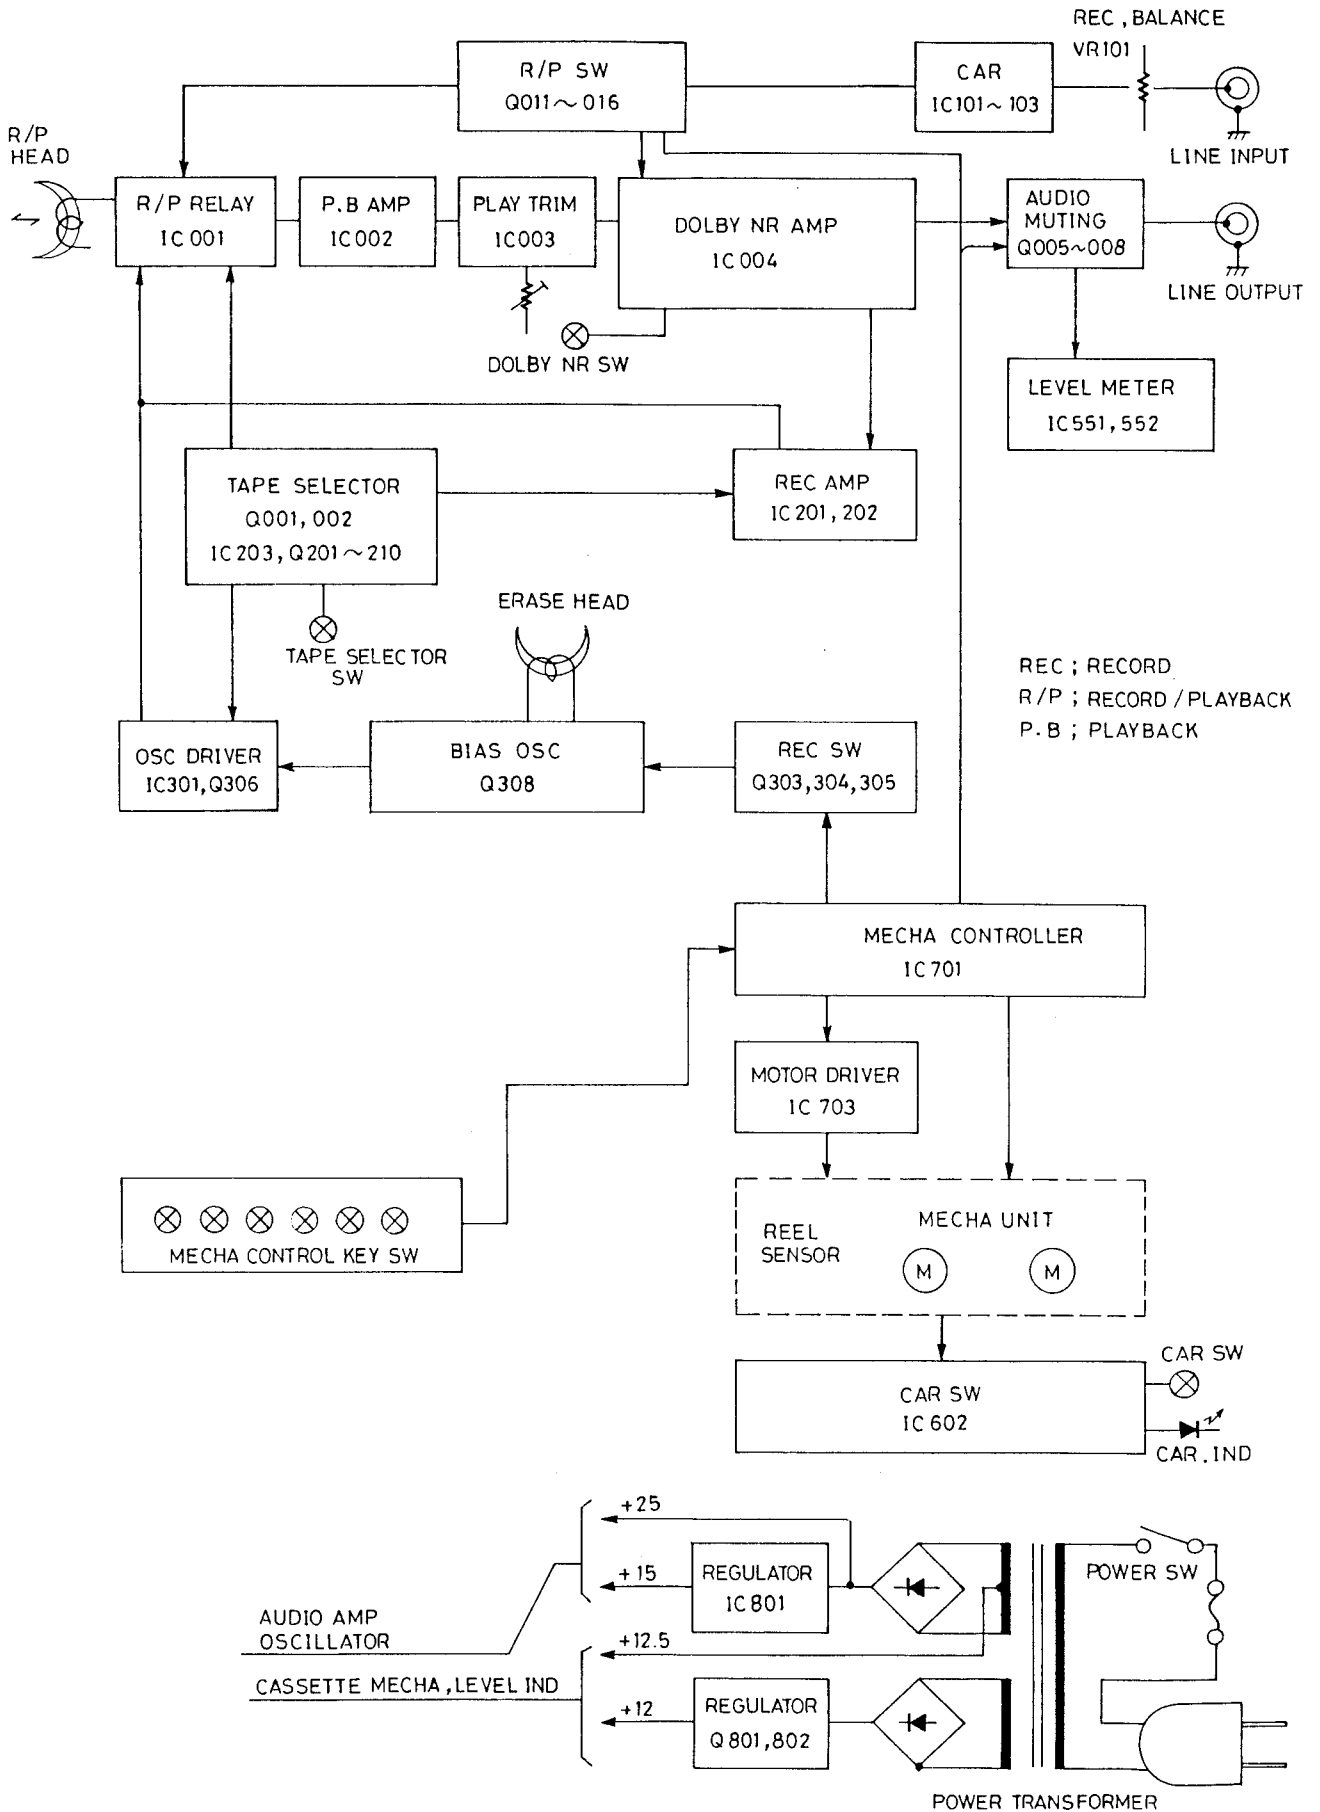 REC, BALANCE
VR101
R/P SW
Q011～016
CAR
IC101～103
LINE INPUT
R/P
HEAD
R/P RELAY
IC001
P.B AMP
IC002
PLAY TRIM
IC003
DOLBY NR AMP
IC004
AUDIO
MUTING
Q005～008
LINE OUTPUT
DOLBY NR SW
LEVEL METER
IC551, 552
TAPE SELECTOR
Q001, 002
IC203, Q201～210
REC AMP
IC201, 202
ERASE HEAD
TAPE SELECTOR
SW
REC ; RECORD
R/P ; RECORD/PLAYBACK
P.B ; PLAYBACK
OSC DRIVER
IC301, Q306
BIAS OSC
Q308
REC SW
Q303, 304, 305
MECHA CONTROLLER
IC701
MOTOR DRIVER
IC 703
MECHA CONTROL KEY SW
REEL
SENSOR
MECHA UNIT
M
M
CAR SW
CAR SW
IC602
CAR. IND
+25
+15
REGULATOR
IC801
POWER SW
AUDIO AMP
OSCILLATOR
+12.5
CASSETTE MECHA, LEVEL IND
+12
REGULATOR
Q801, 802
POWER TRANSFORMER